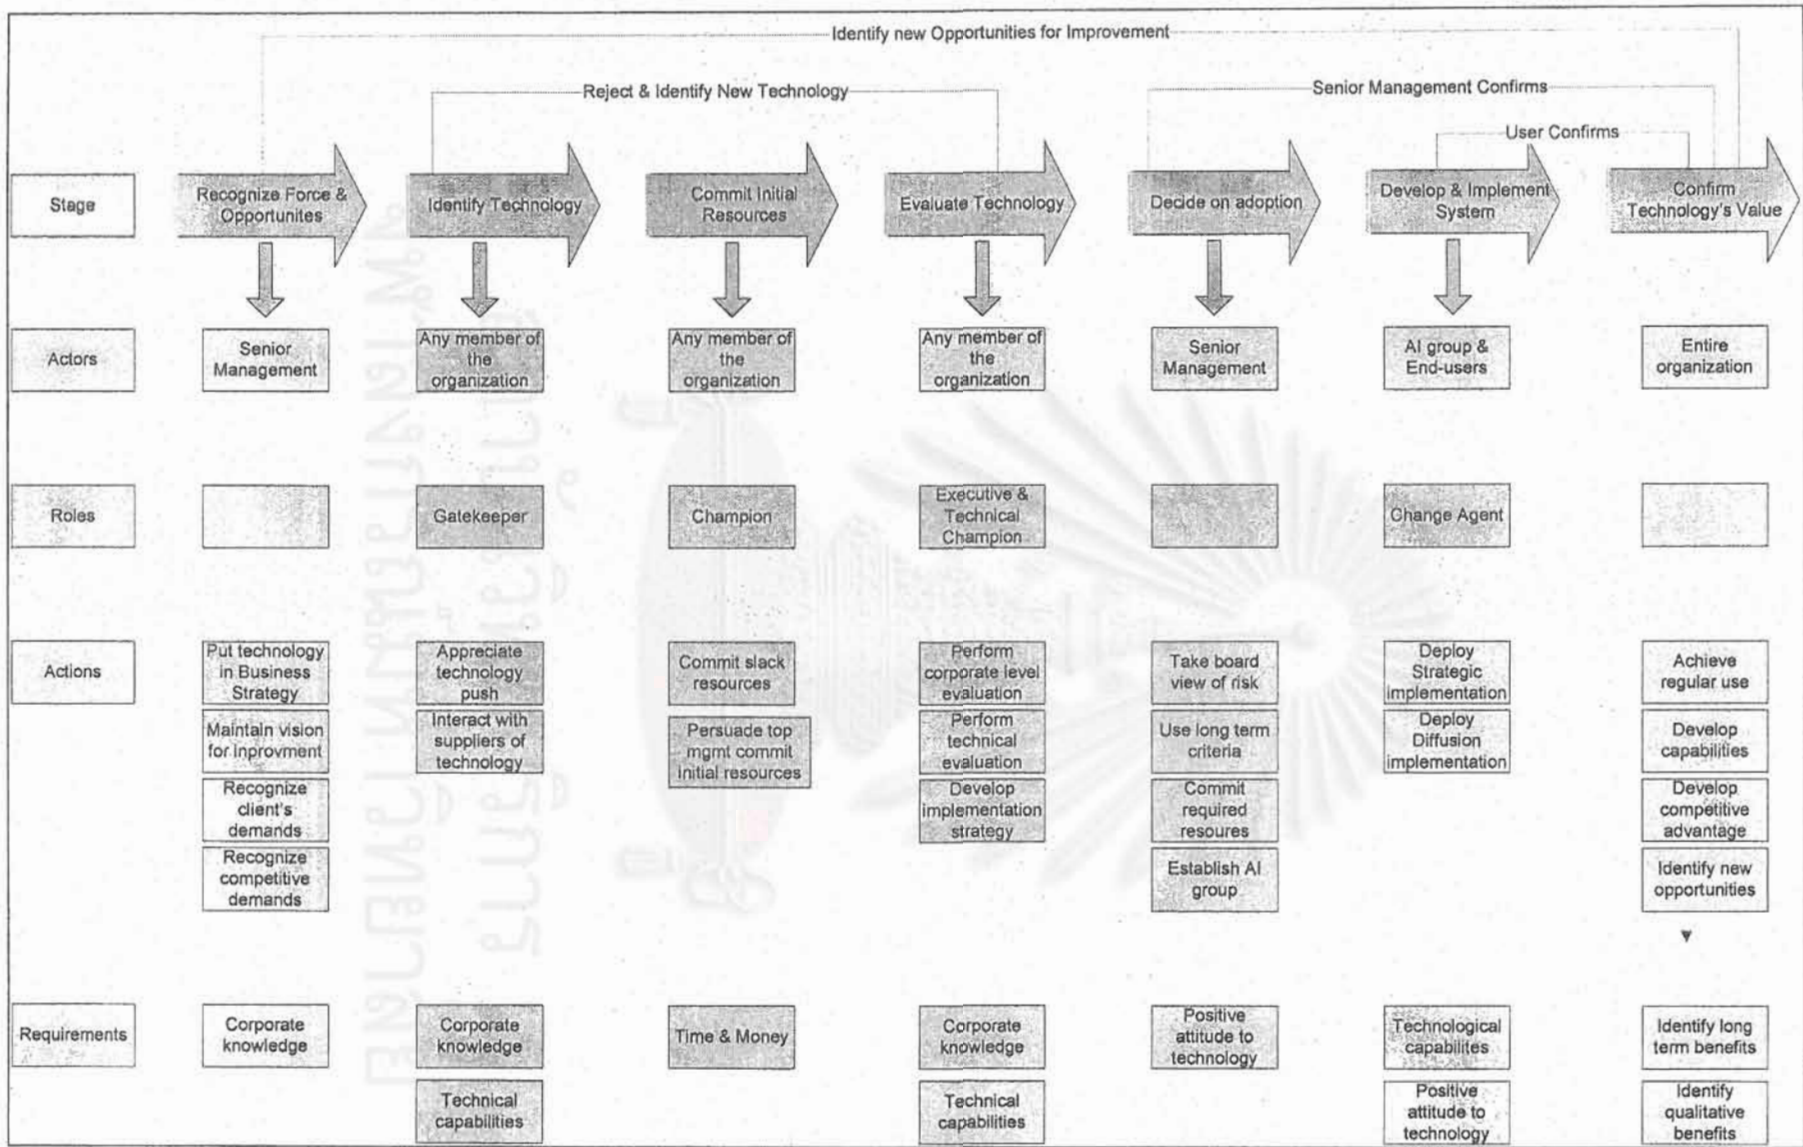 Identify new Opportunities for Improvement
Reject & Identify New Technology
Senior Management Confirms
User Confirms
Stage
Recognize Force &
Opportunites
Identify Technology
Commit Initial
Resources
Evaluate Technology
Decide on adoption
Develop & Implement
System
Confirm
Technology's Value
Actors
Senior
Management
Any member of
the
organization
Any member of
the
organization
Any member of
the
organization
Senior
Management
AI group &
End-users
Entire
organization
Roles
Gatekeeper
Champion
Executive &
Technical
Champion
Change Agent
Actions
Put technology
in Business
Strategy
Maintain vision
for inprovment
Recognize
client's
demands
Recognize
competitive
demands
Appreciate
technology
push
Interact with
suppliers of
technology
Commit slack
resources
Persuade top
mgmt commit
Initial resources
Perform
corporate level
evaluation
Perform
technical
evaluation
Develop
implementation
strategy
Take board
view of risk
Use long term
criteria
Commit
required
resoures
Establish AI
group
Deploy
Strategic
implementation
Deploy
Diffusion
implementation
Achieve
regular use
Develop
capabilities
Develop
competitive
advantage
Identify new
opportunities
Requirements
Corporate
knowledge
Corporate
knowledge
Technical
capabilities
Time & Money
Corporate
knowledge
Technical
capabilities
Positive
attitude to
technology
Technological
capabilites
Positive
attitude to
technology
Identify long
term benefits
Identify
qualitative
benefits